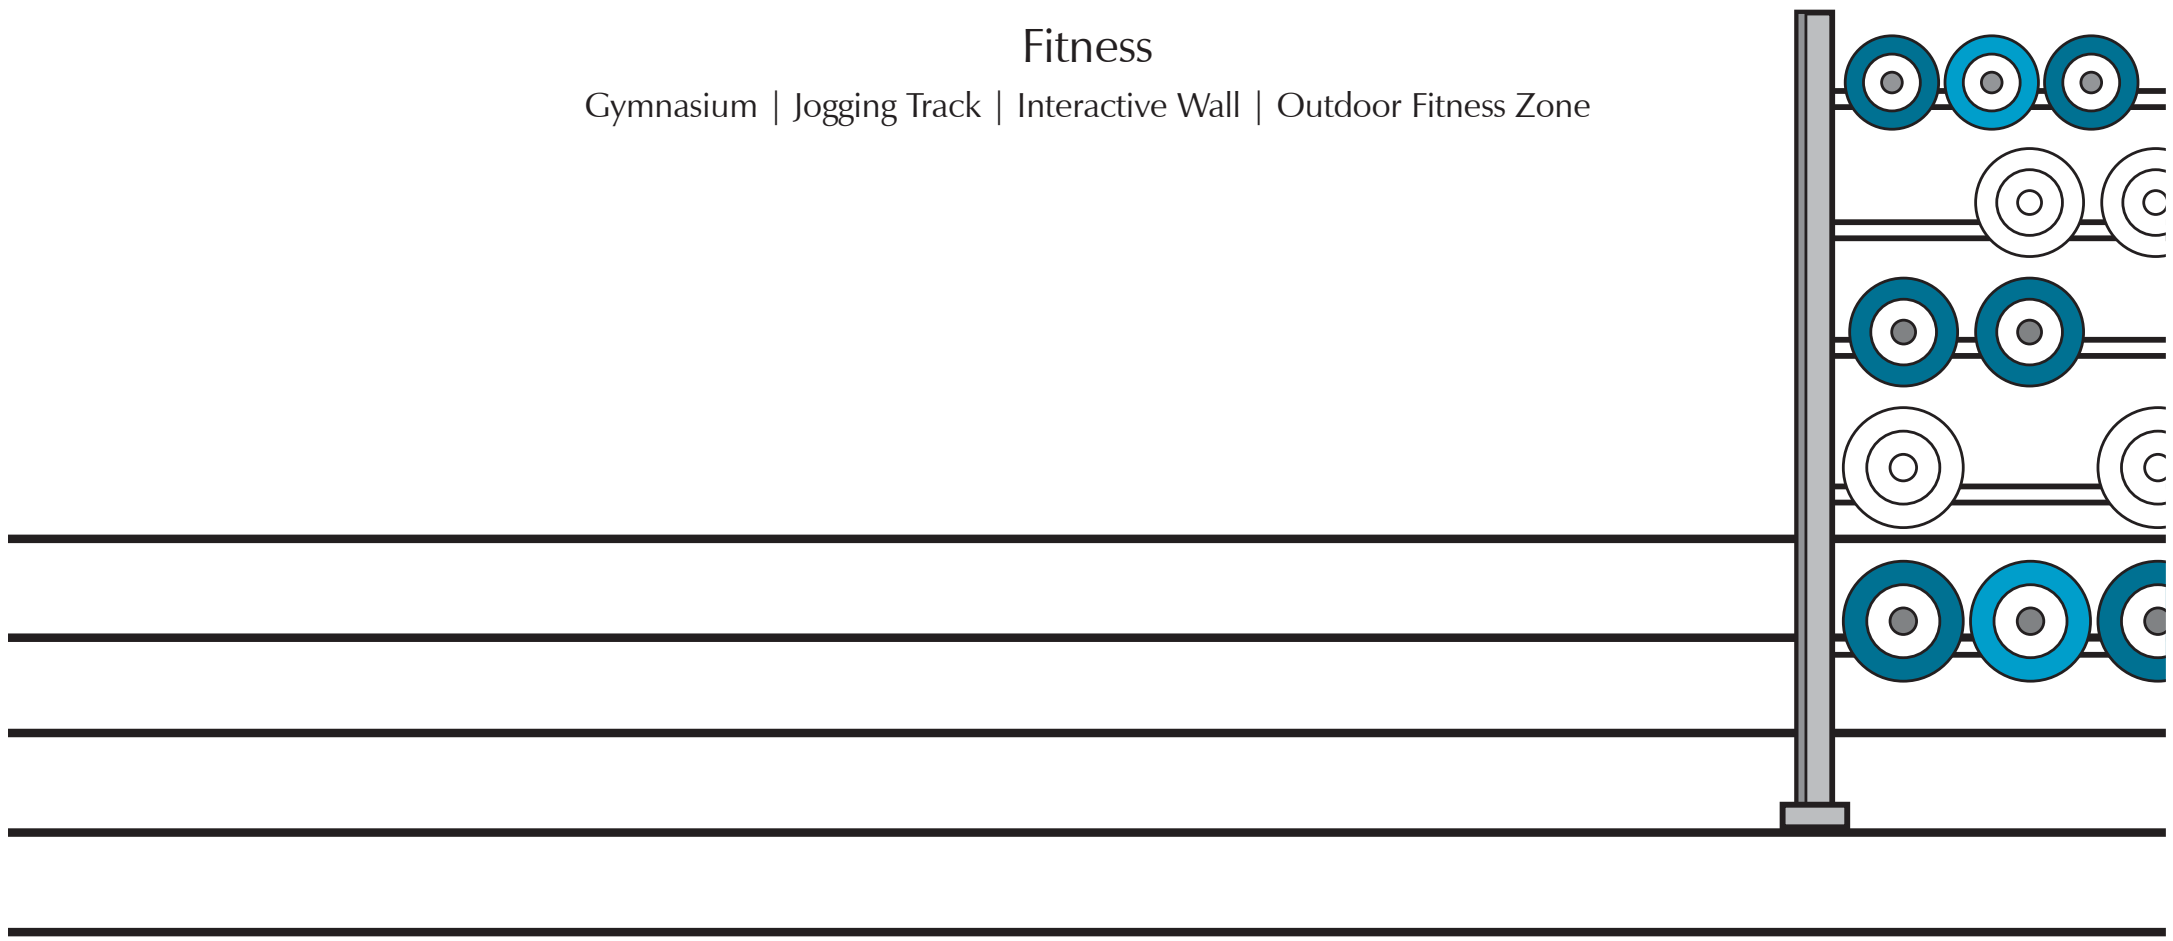 Fitness
Gymnasium | Jogging Track | Interactive Wall | Outdoor Fitness Zone